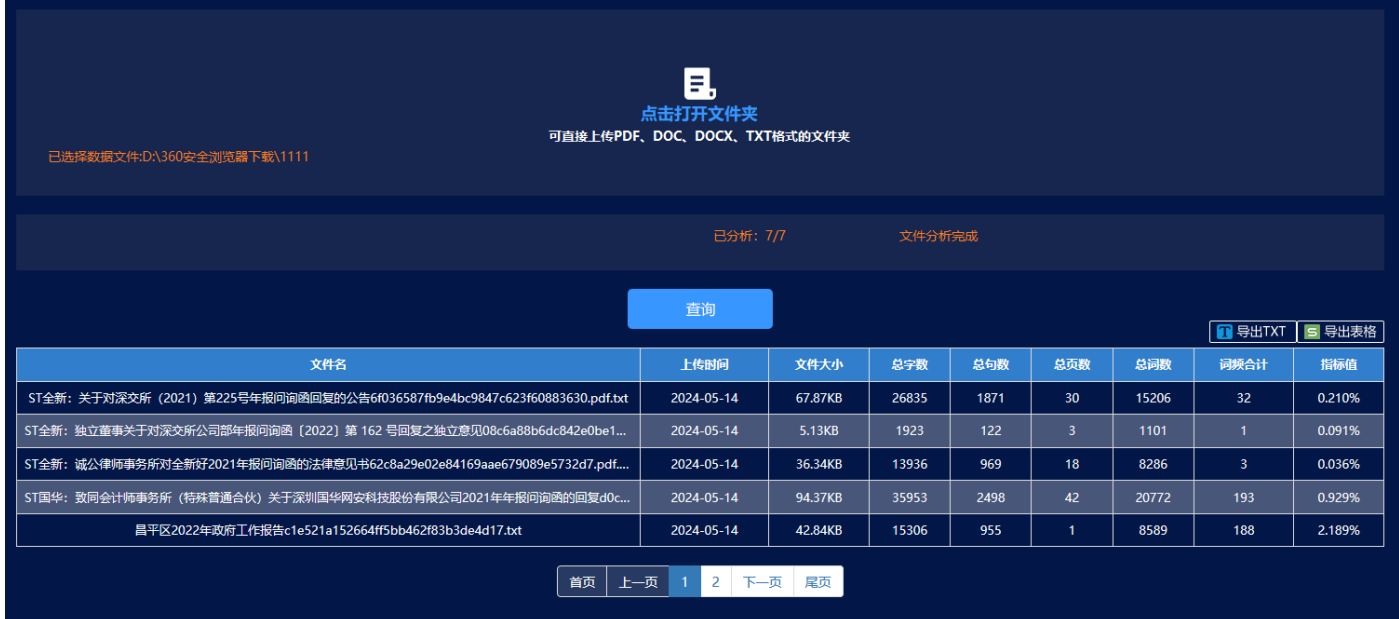 点击打开文件夹
可直接上传PDF、DOC、DOCX、TXT格式的文件夹
已选择数据文件:D:\360安全浏览器下载\1111
已分析：7/7 文件分析完成
查询
导出TXT 导出表格
文件名 上传时间 文件大小 总字数 总句数 总页数 总词数 词频合计 指标值
ST全新：关于对深交所（2021）第225号年报问询函回复的公告6f036587fb9e4bc9847c623f60883630.pdf.txt 2024-05-14 67.87KB 26835 1871 30 15206 32 0.210%
ST全新：独立董事关于对深交所公司部年报问询函〔2022〕第 162 号回复之独立意见08c6a88b6dc842e0be1... 2024-05-14 5.13KB 1923 122 3 1101 1 0.091%
ST全新：诚公律师事务所对全新好2021年报问询函的法律意见书62c8a29e02e84169aae679089e5732d7.pdf.... 2024-05-14 36.34KB 13936 969 18 8286 3 0.036%
ST国华：致同会计师事务所（特殊普通合伙）关于深圳国华网安科技股份有限公司2021年年报问询函的回复d0c... 2024-05-14 94.37KB 35953 2498 42 20772 193 0.929%
昌平区2022年政府工作报告c1e521a152664ff5bb462f83b3de4d17.txt 2024-05-14 42.84KB 15306 955 1 8589 188 2.189%
首页 上一页 1 2 下一页 尾页